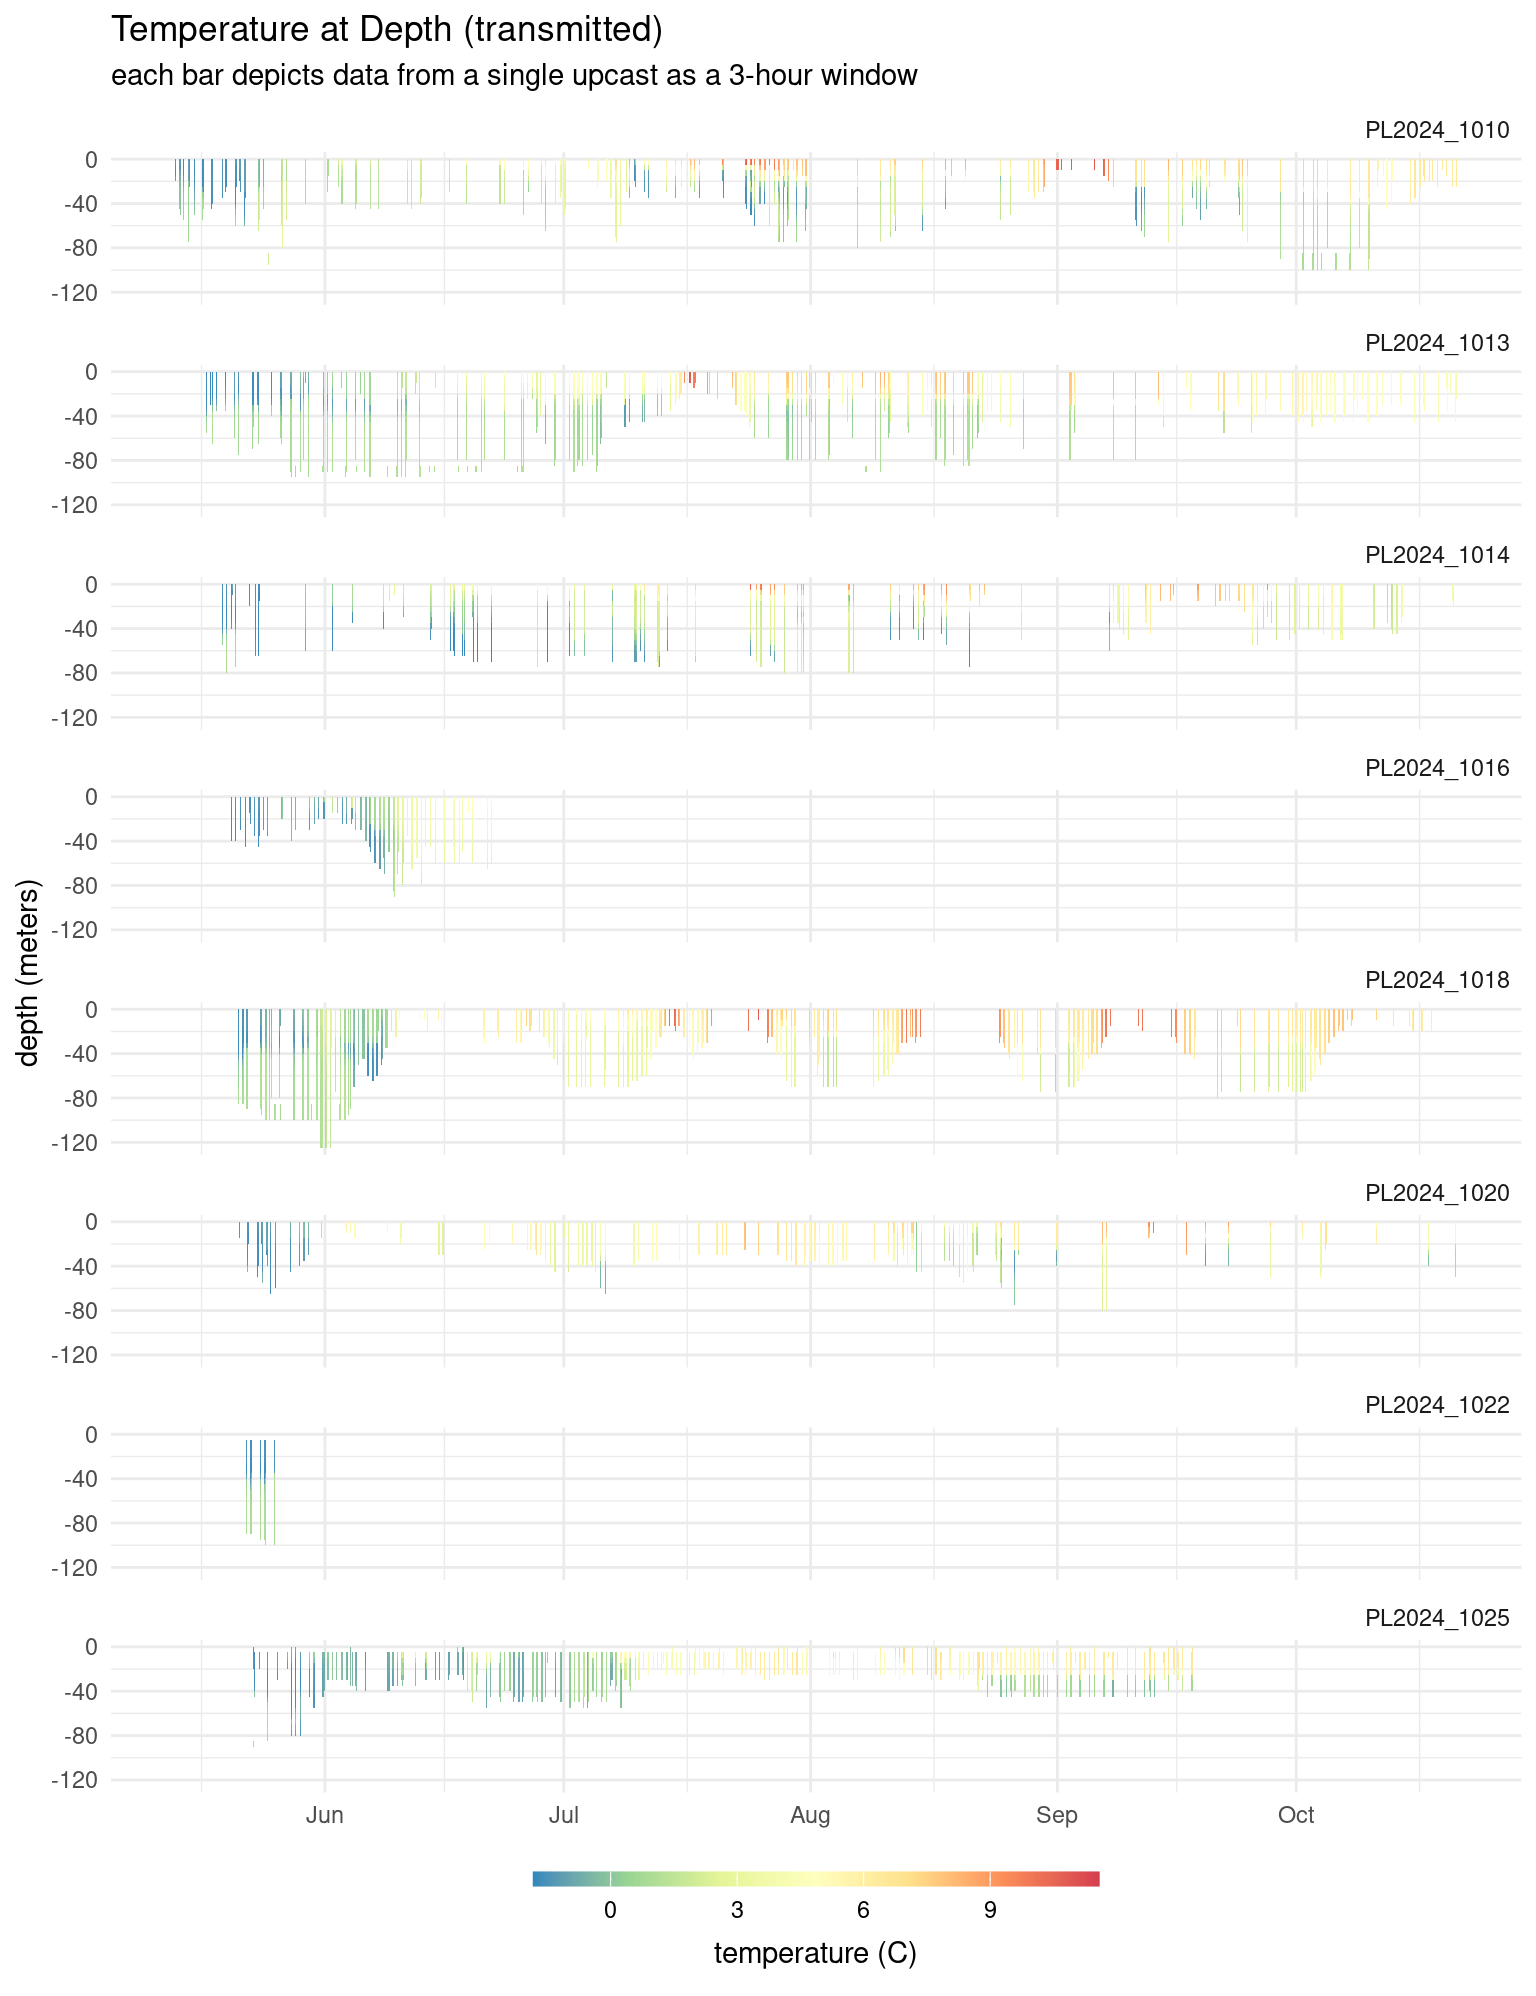 Temperature at Depth (transmitted)
each bar depicts data from a single upcast as a 3-hour window
PL2024_1010
0
-40
-80
-120
PL2024_1013
0
-40
-80
-120
PL2024_1014
0
-40
-80
-120
PL2024_1016
0
-40
-80
-120
depth (meters)
PL2024_1018
0
-40
-80
-120
PL2024_1020
0
-40
-80
-120
PL2024_1022
0
-40
-80
-120
PL2024_1025
0
-40
-80
-120
Jun Jul Aug Sep Oct
0 3 6 9
temperature (C)